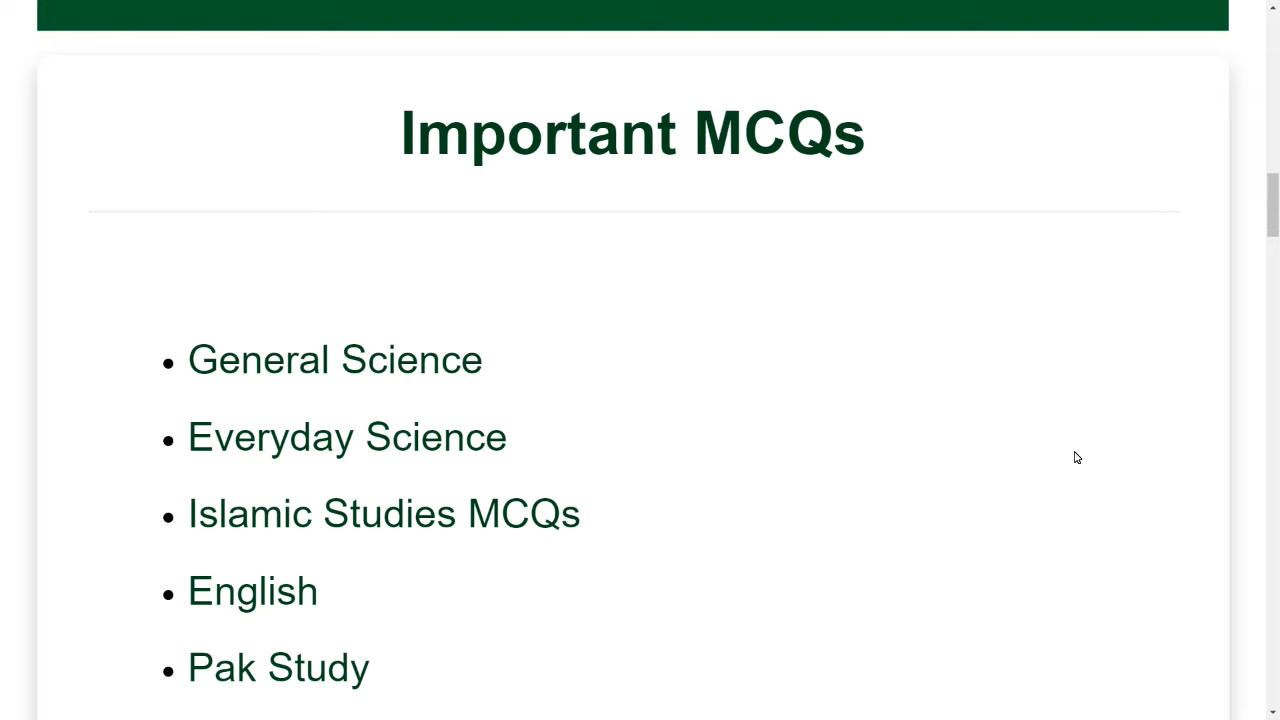 Important MCQs
General Science
Everyday Science
Islamic Studies MCQs
English
Pak Study